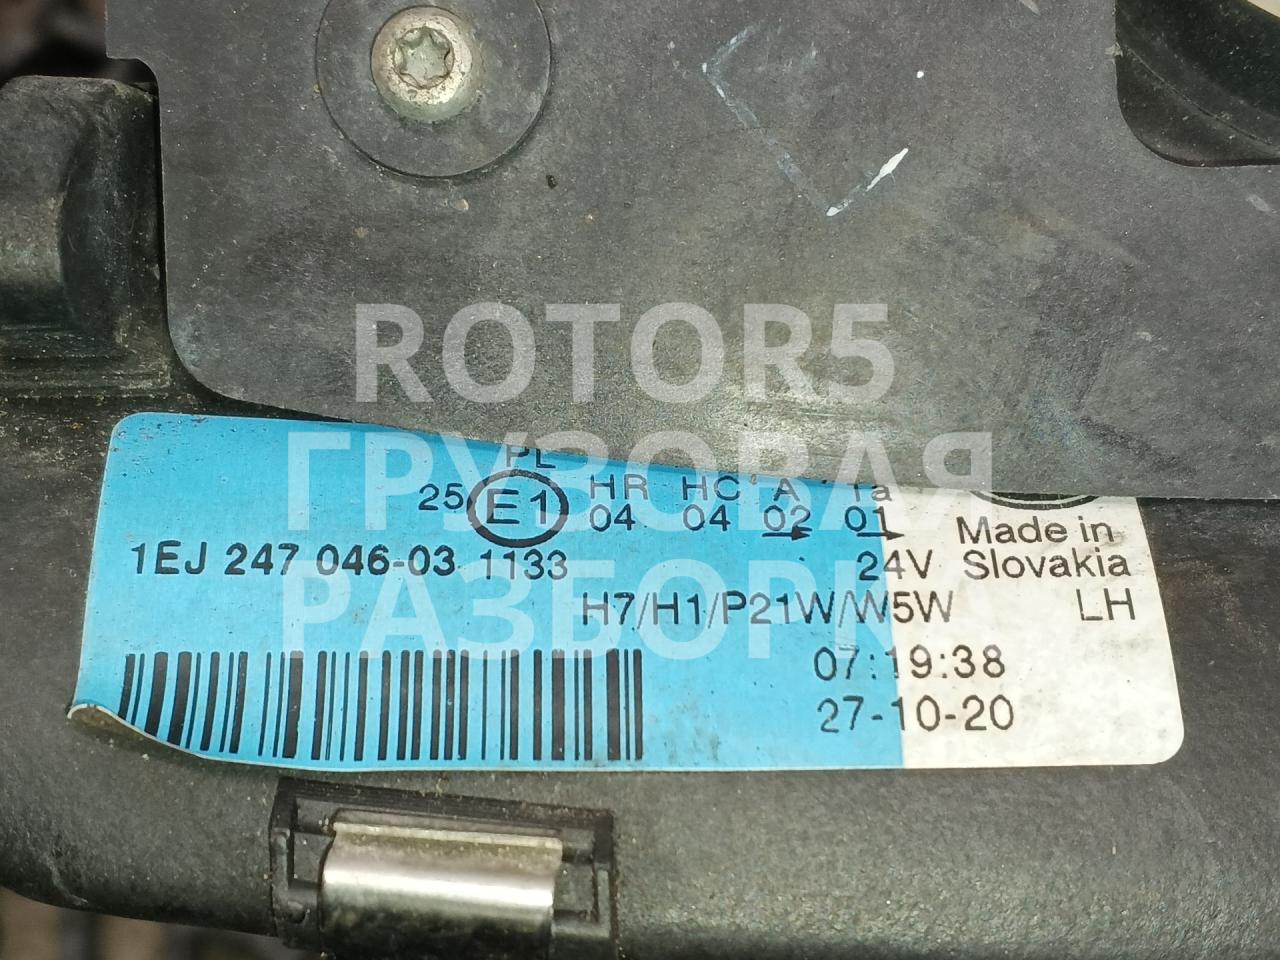 ROTOR5
ГРУЗОВАЯ
РАЗБОРКА
PL
25 E1 HR HC A 1a
04 04 02 01
Made in
1EJ 247 046-03 1133 24V Slovakia
H7/H1/P21W/W5W LH
07:19:38
27-10-20